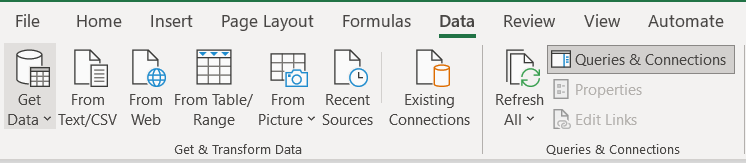 File Home Insert Page Layout Formulas Data Review View Automate
Get Data
From Text/CSV
From Web
From Table/ Range
From Picture
Recent Sources
Existing Connections
Refresh All
Queries & Connections
Properties
Edit Links
Get & Transform Data
Queries & Connections